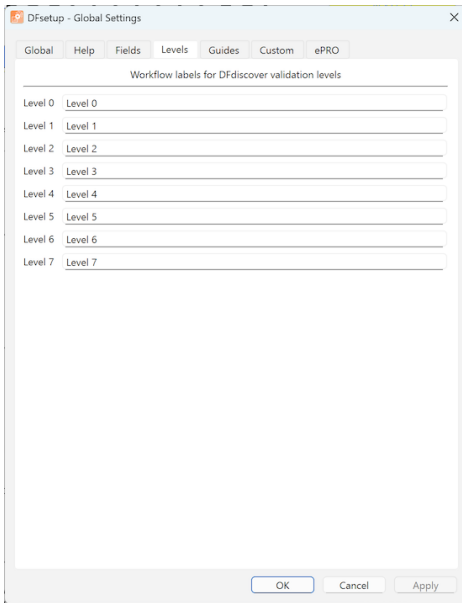 DFsetup - Global Settings
Global Help Fields Levels Guides Custom ePRO
Workflow labels for DFdiscover validation levels
Level 0 Level 0
Level 1 Level 1
Level 2 Level 2
Level 3 Level 3
Level 4 Level 4
Level 5 Level 5
Level 6 Level 6
Level 7 Level 7
OK Cancel Apply